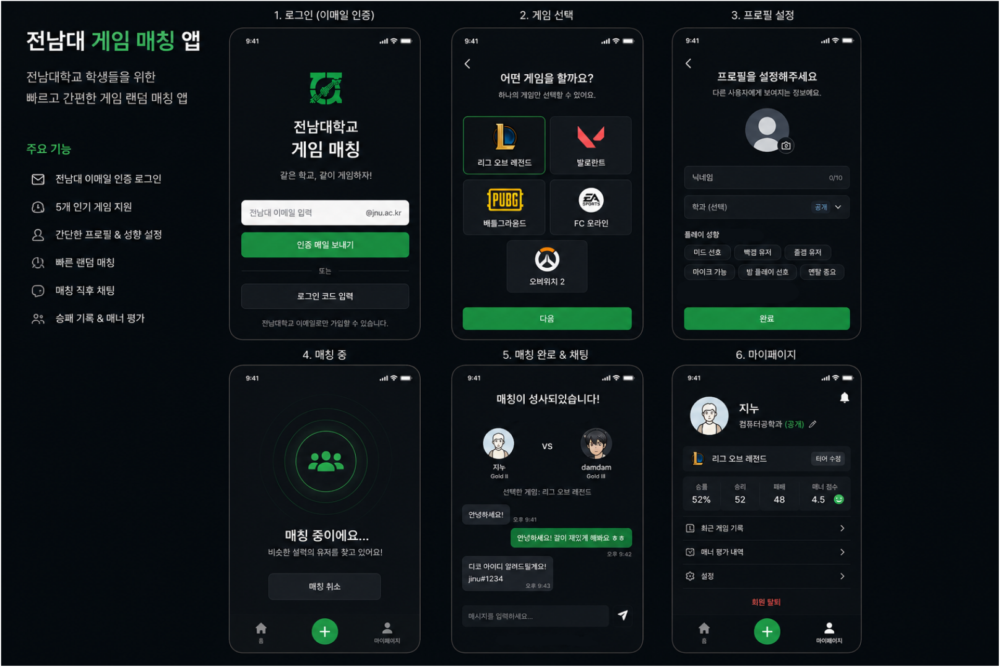 전남대 게임 매칭 앱
전남대학교 학생들을 위한
빠르고 간편한 게임 랜덤 매칭 앱
주요 기능
전남대 이메일 인증 로그인
5개 인기 게임 지원
간단한 프로필 & 성향 설정
빠른 랜덤 매칭
매칭 직후 채팅
승패 기록 & 매너 평가
1. 로그인 (이메일 인증)
9:41
전남대학교
게임 매칭
같은 학교, 같이 게임하자!
전남대 이메일 입력
@jnu.ac.kr
인증 메일 보내기
또는
로그인 코드 입력
전남대학교 이메일로만 가입할 수 있습니다.
2. 게임 선택
9:41
어떤 게임을 할까요?
하나의 게임만 선택할 수 있어요.
리그 오브 레전드
발로란트
PUBG
배틀그라운드
EA
SPORTS
FC 온라인
오버워치 2
다음
3. 프로필 설정
9:41
프로필을 설정해주세요
다른 사용자에게 보여지는 정보에요.
닉네임
0/10
학과 (선택)
공개
플레이 성향
미드 선호
빡겜 유저
즐겜 유저
마이크 가능
밤 플레이 선호
멘탈 중요
완료
4. 매칭 중
9:41
매칭 중이에요...
비슷한 설력의 유저를 찾고 있어요!
매칭 취소
홈
마이페이지
5. 매칭 완료 & 채팅
9:41
매칭이 성사되있습니다!
지누
Gold II
VS
damdam
Gold III
선택한 게임: 리그 오브 레전드
안녕하세요!
오후 9:41
안녕하세요! 같이 재밌게 해봐요 ㅎㅎ
오후 9:42
디코 아이디 알려드릴게요!
jinu#1234
오후 9:43
메시지를 입력하세요...
6. 마이페이지
9:41
지누
컴퓨터공학과 (공개)
리그 오브 레전드
티어 수정
승률
52%
승리
52
패배
48
매너 점수
4.5
최근 게임 기록
매너 평가 내역
설정
회원 탈퇴
홈
마이페이지